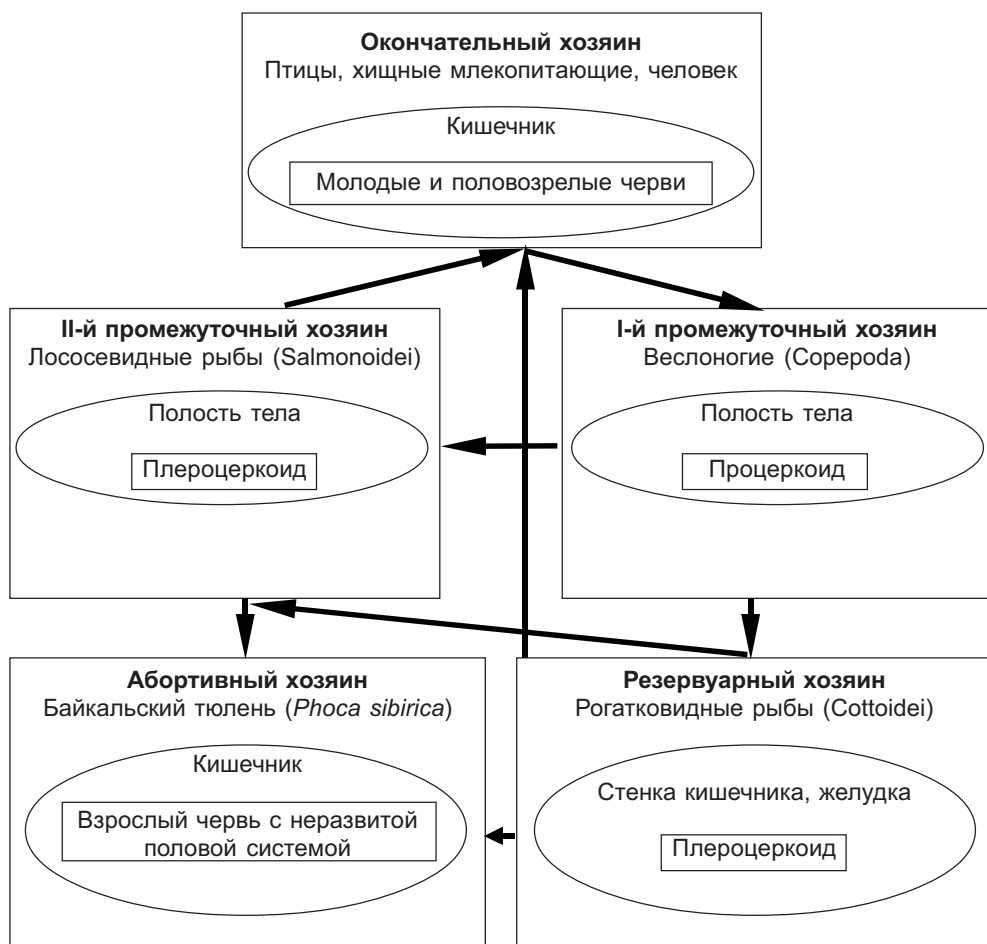 Окончательный хозяин
Птицы, хищные млекопитающие, человек
Кишечник
Молодые и половозрелые черви
II-й промежуточный хозяин
Лососевидные рыбы (Salmonoidei)
Полость тела
Плероцеркоид
I-й промежуточный хозяин
Веслоногие (Copepoda)
Полость тела
Процеркоид
Абортивный хозяин
Байкальский тюлень (Phoca sibirica)
Кишечник
Взрослый червь с неразвитой
половой системой
Резервуарный хозяин
Рогатковидные рыбы (Cottoidei)
Стенка кишечника, желудка
Плероцеркоид